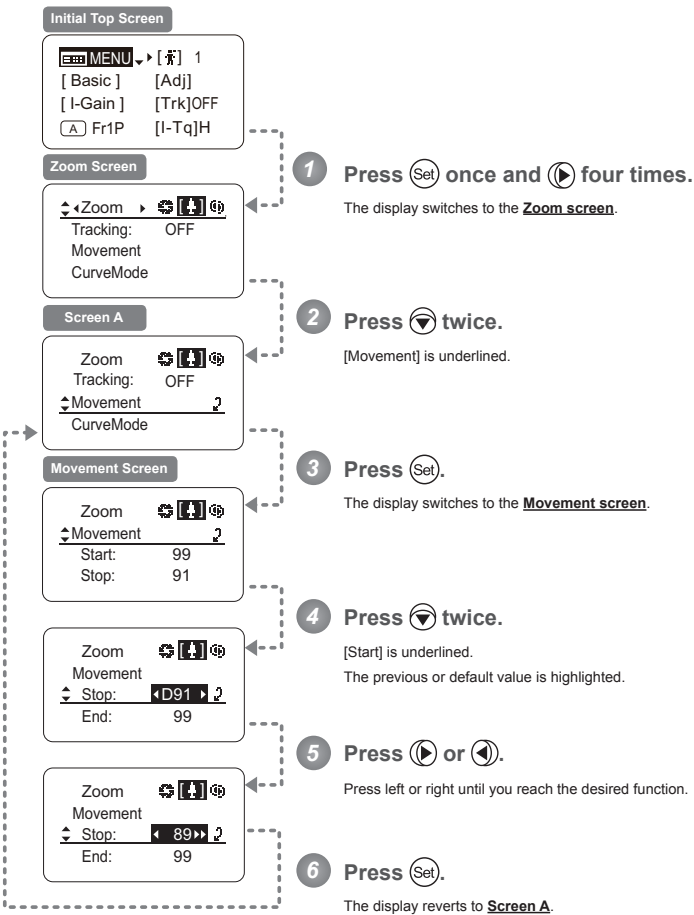 Initial Top Screen
MENU [ ] 1
[ Basic ] [Adj]
[ I-Gain ] [Trk]OFF
A Fr1P [I-Tq]H
Zoom Screen
Zoom
Tracking: OFF
Movement
CurveMode
1 Press Set once and four times.
The display switches to the Zoom screen.
Screen A
Zoom
Tracking: OFF
Movement
CurveMode
2 Press twice.
[Movement] is underlined.
Movement Screen
Zoom
Movement
Start: 99
Stop: 91
3 Press Set.
The display switches to the Movement screen.
Zoom
Movement
Stop: D91
End: 99
4 Press twice.
[Start] is underlined.
The previous or default value is highlighted.
Zoom
Movement
Stop: 89
End: 99
5 Press or .
Press left or right until you reach the desired function.
6 Press Set.
The display reverts to Screen A.